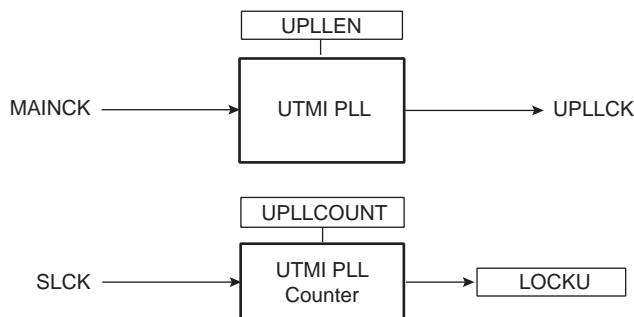 UPLLEN
MAINCK
UTMI PLL
UPLLCK
UPLLCOUNT
SLCK
UTMI PLL
Counter
LOCKU